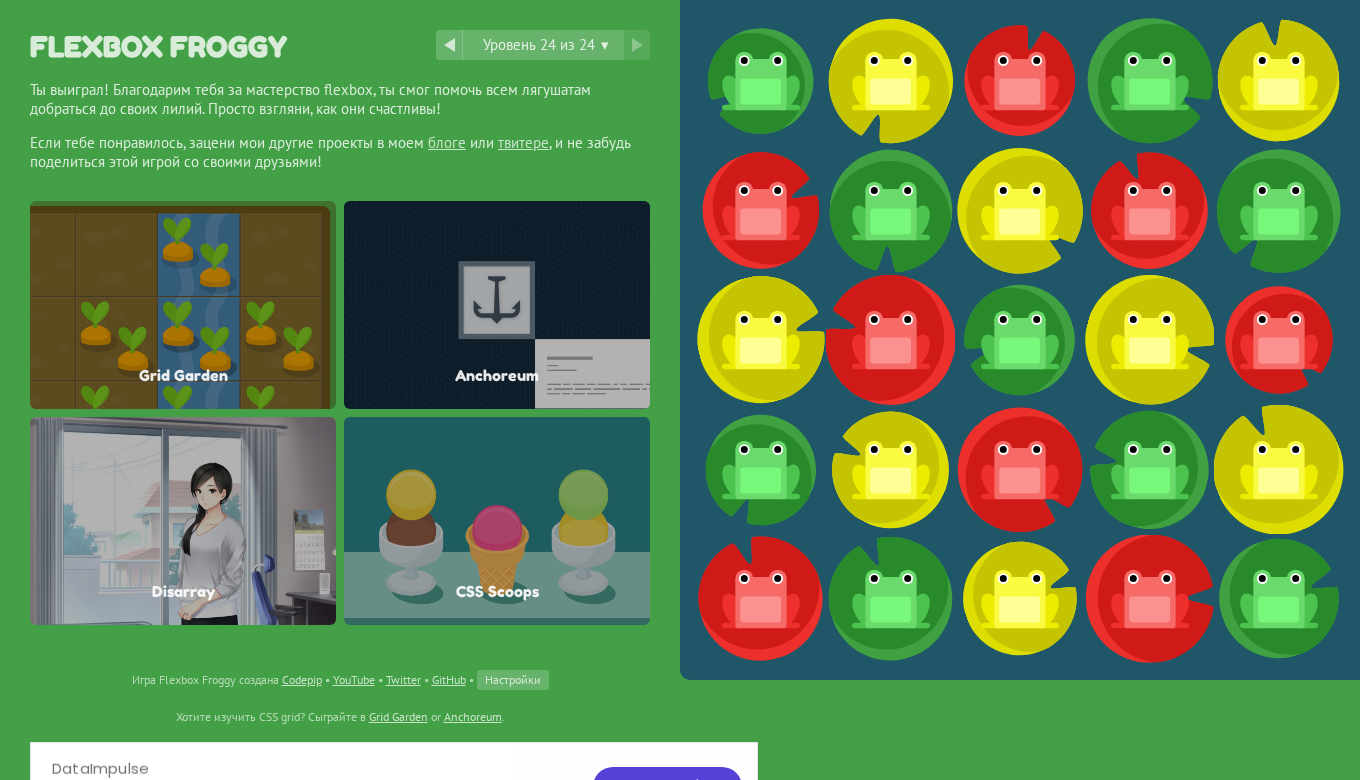 FLEXBOX FROGGY
Уровень 24 из 24 ▼
Ты выиграл! Благодарим тебя за мастерство flexbox, ты смог помочь всем лягушатам
добраться до своих лилий. Просто взгляни, как они счастливы!
Если тебе понравилось, зацени мои другие проекты в моем блоге или твитере, и не забудь
поделиться этой игрой со своими друзьями!
Grid Garden
Anchoreum
Disarray
CSS Scoops
Игра Flexbox Froggy создана Codepip • YouTube • Twitter • GitHub • Настройки
Хотите изучить CSS grid? Сыграйте в Grid Garden or Anchoreum.
DataImpulse